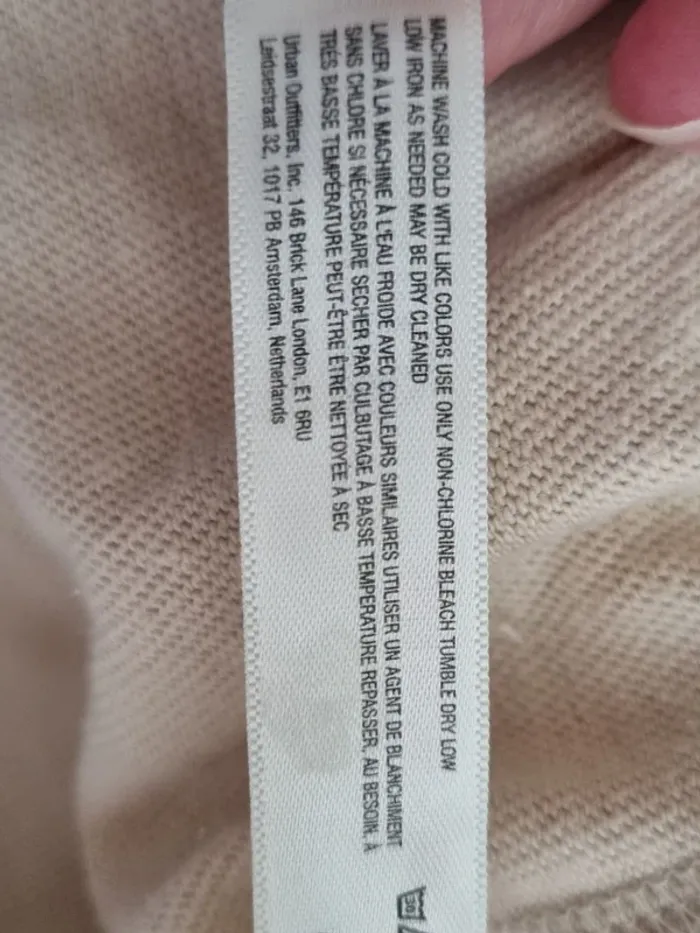 MACHINE WASH COLD WITH LIKE COLORS USE ONLY NON-CHLORINE BLEACH TUMBLE DRY LOW
LOW IRON AS NEEDED MAY BE DRY CLEANED
LAVER À LA MACHINE À L'EAU FROIDE AVEC COULEURS SIMILAIRES UTILISER UN AGENT DE BLANCHIMENT
SANS CHLORE SI NÉCESSAIRE SECHER PAR CULBUTAGE À BASSE TEMPERATURE REPASSER, AU BESOIN, À
TRÈS BASSE TEMPÉRATURE PEUT-ÊTRE ÊTRE NETTOYÉE À SEC
Urban Outfitters, Inc. 146 Brick Lane London, E1 6RU
Leidsestraat 32, 1017 PB Amsterdam, Netherlands
30